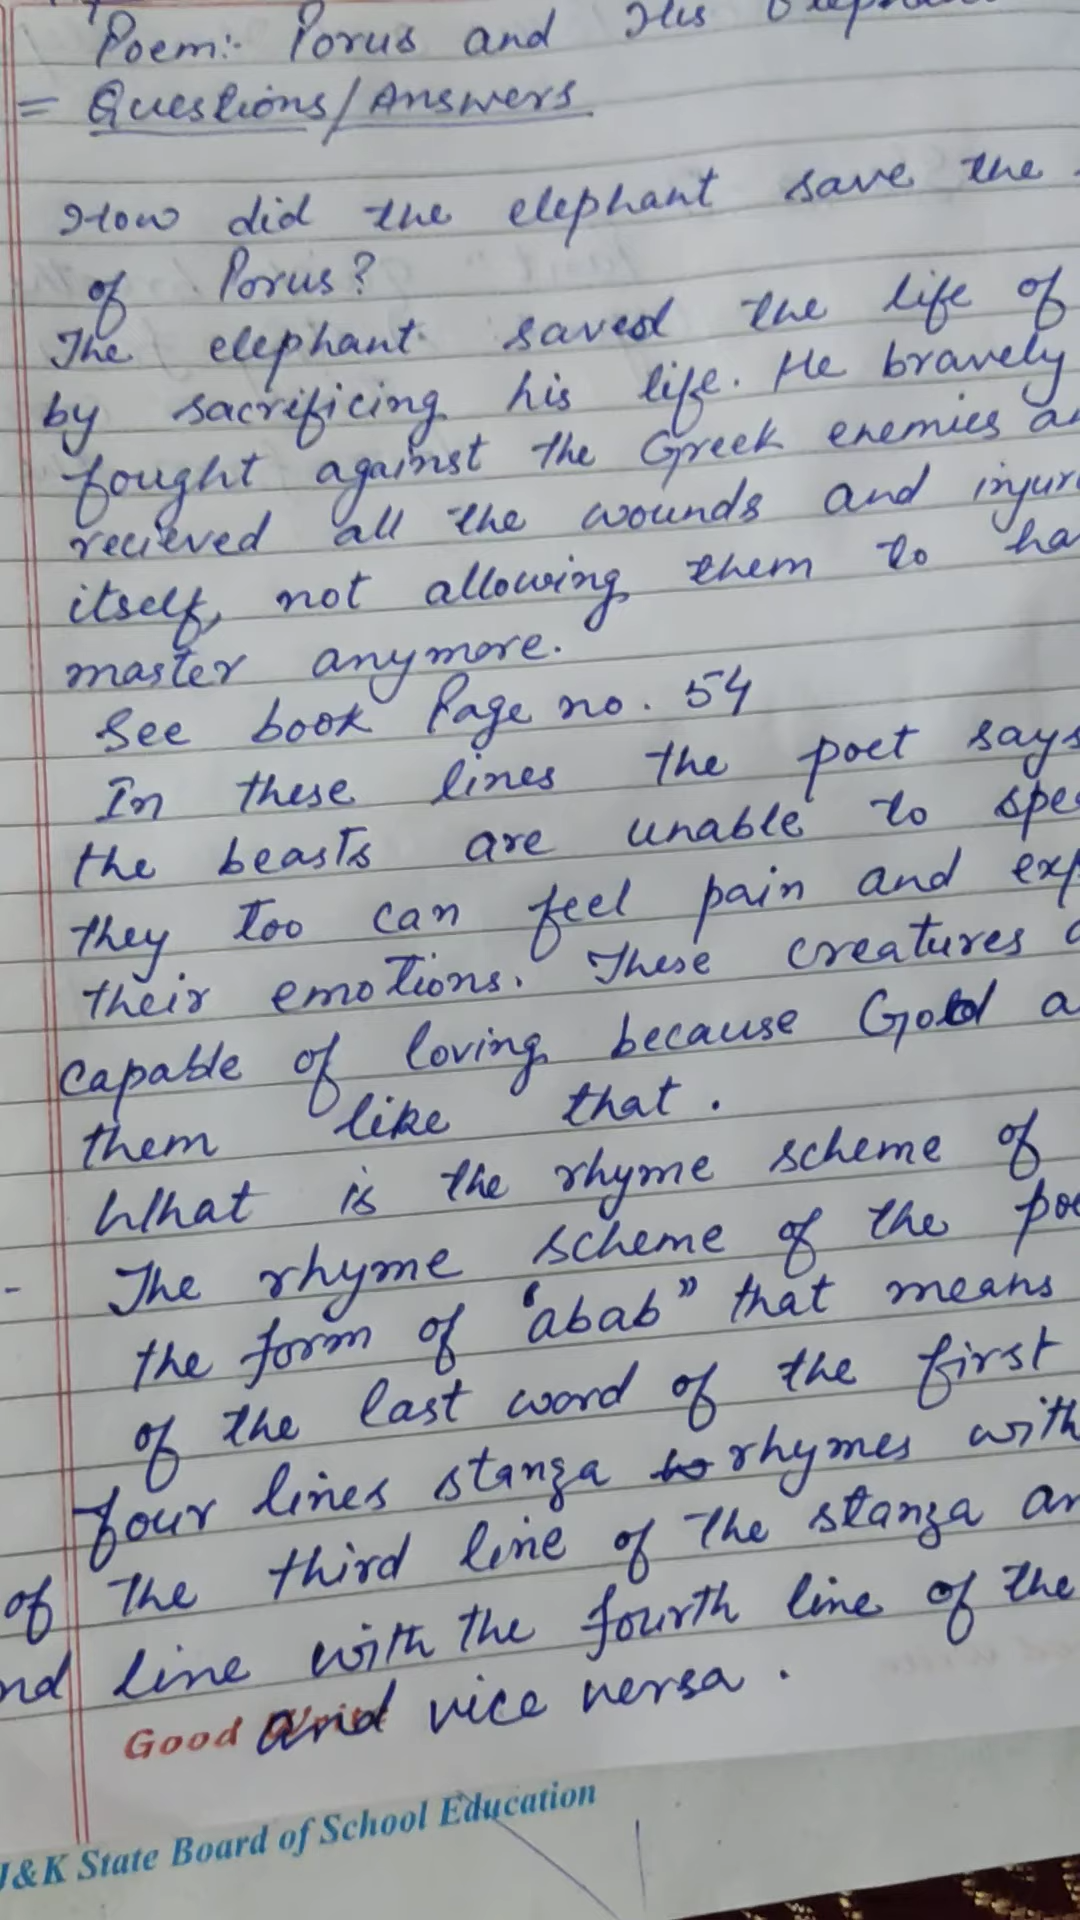 Poem:- Porus and His
= Questions/Answers
How did the elephant save the
of Porus?
The elephant saved the life of
by sacrificing his life. He bravely
fought against the Greek enemies
recieved all the wounds and
itself, not allowing them to
master anymore.
See book Page no. 54
In these lines the poet says
the beasts are unable to
they too can feel pain and
their emotions. These creatures
capable of loving because God
them like that.
What is the rhyme scheme of
- The rhyme scheme of the
the form of "abab" that means
of the last word of the first
four lines stanza rhymes with
of the third line of the stanza
nd line with the fourth line of the
and vice versa.
Good
J&K State Board of School Education